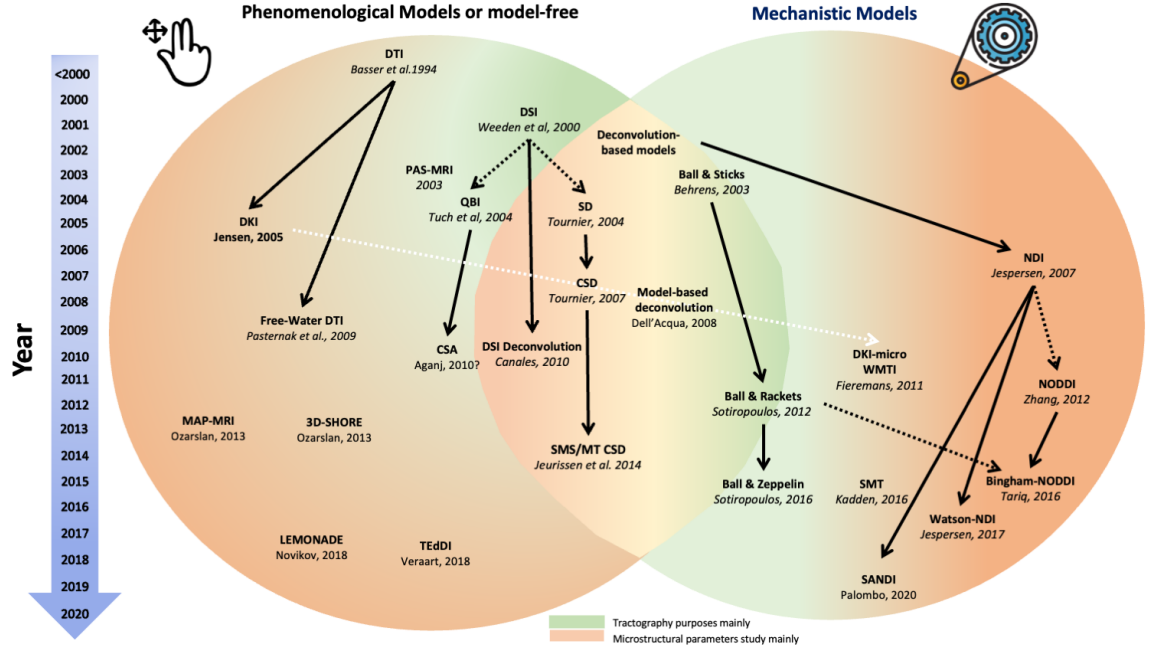 Phenomenological Models or model-free
Mechanistic Models
Year
<2000
2000
2001
2002
2003
2004
2005
2006
2007
2008
2009
2010
2011
2012
2013
2014
2015
2016
2017
2018
2019
2020
DTI
Basser et al.1994
DSI
Weeden et al, 2000
Deconvolution-
based models
PAS-MRI
2003
Ball & Sticks
Behrens, 2003
QBI
Tuch et al, 2004
SD
Tournier, 2004
DKI
Jensen, 2005
NDI
Jespersen, 2007
CSD
Tournier, 2007
Model-based
deconvolution
Dell'Acqua, 2008
Free-Water DTI
Pasternak et al., 2009
CSA
Aganj, 2010?
DSI Deconvolution
Canales, 2010
DKI-micro
WMTI
Fieremans, 2011
NODDI
Zhang, 2012
Ball & Rackets
Sotiropoulos, 2012
MAP-MRI
Ozarslan, 2013
3D-SHORE
Ozarslan, 2013
SMS/MT CSD
Jeurissen et al. 2014
Ball & Zeppelin
Sotiropoulos, 2016
SMT
Kadden, 2016
Bingham-NODDI
Tariq, 2016
Watson-NDI
Jespersen, 2017
LEMONADE
Novikov, 2018
TEdDI
Veraart, 2018
SANDI
Palombo, 2020
Tractography purposes mainly
Microstructural parameters study mainly